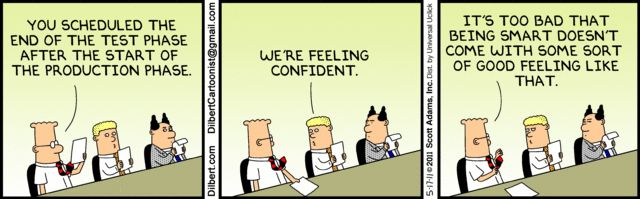 YOU SCHEDULED THE
END OF THE TEST PHASE
AFTER THE START OF
THE PRODUCTION PHASE.
Dilbert.com DilbertCartoonist@gmail.com
WE'RE FEELING
CONFIDENT.
5-17-11 ©2011 Scott Adams, Inc. Dist. by Universal Uclick
IT'S TOO BAD THAT
BEING SMART DOESN'T
COME WITH SOME SORT
OF GOOD FEELING LIKE
THAT.